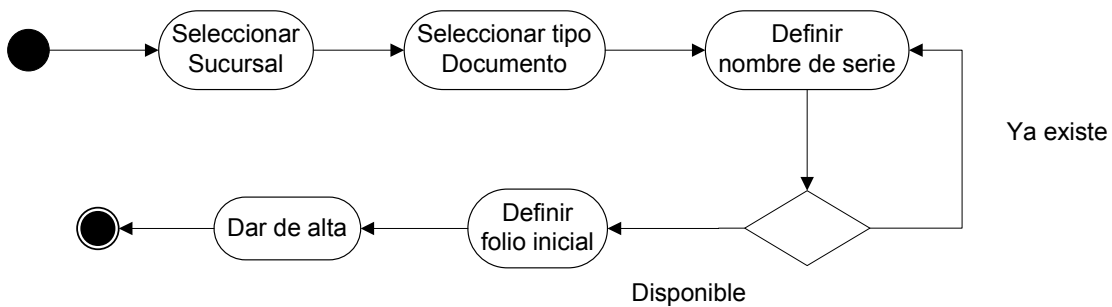 Seleccionar
Sucursal
Seleccionar tipo
Documento
Definir
nombre de serie
Ya existe
Dar de alta
Definir
folio inicial
Disponible